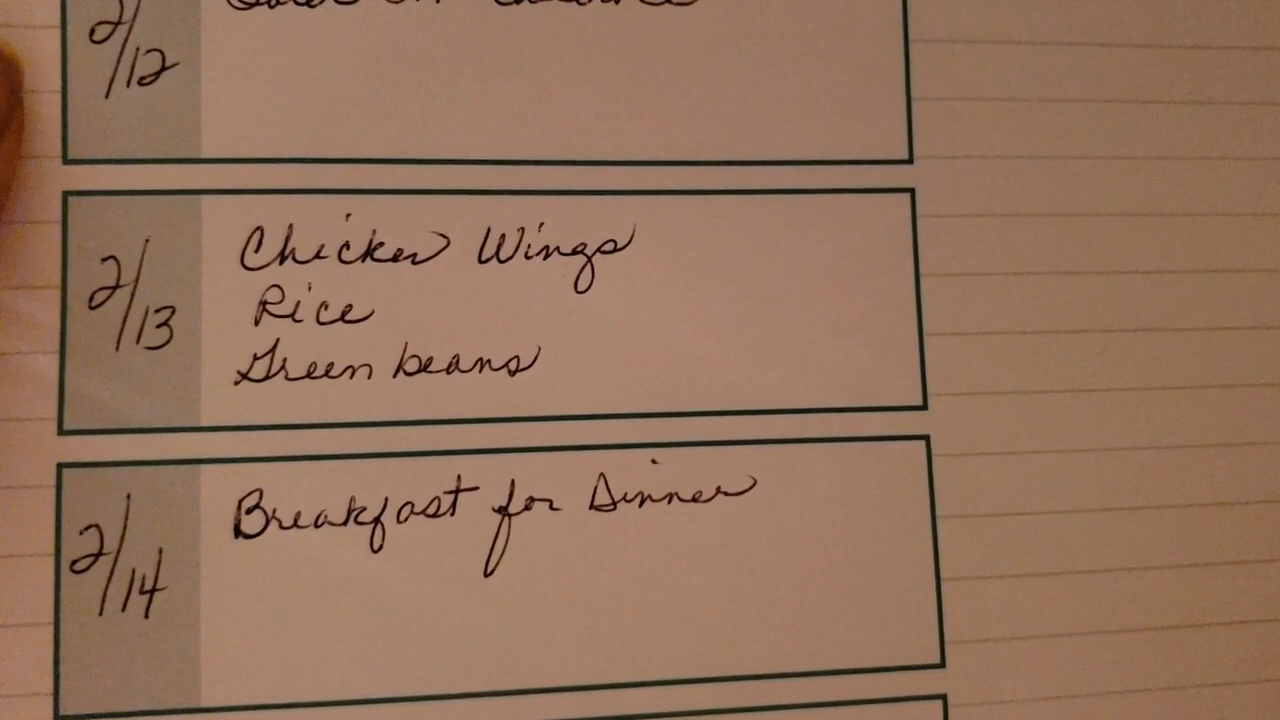 2/12
2/13
Chicken Wings
Rice
Green beans
2/14
Breakfast for Dinner